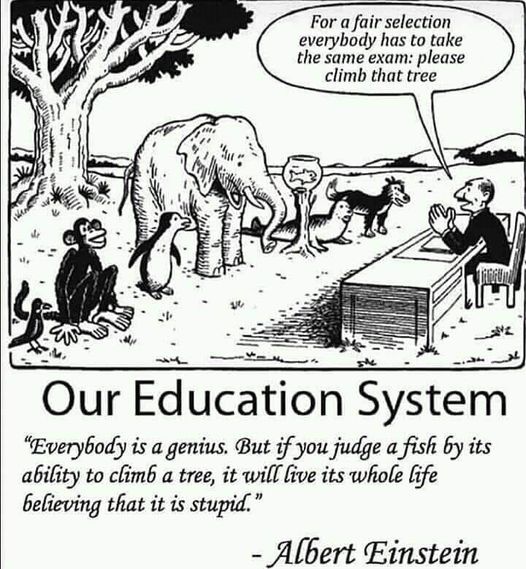 For a fair selection
everybody has to take
the same exam: please
climb that tree
Our Education System
“Everybody is a genius. But if you judge a fish by its
ability to climb a tree, it will live its whole life
believing that it is stupid.”
- Albert Einstein